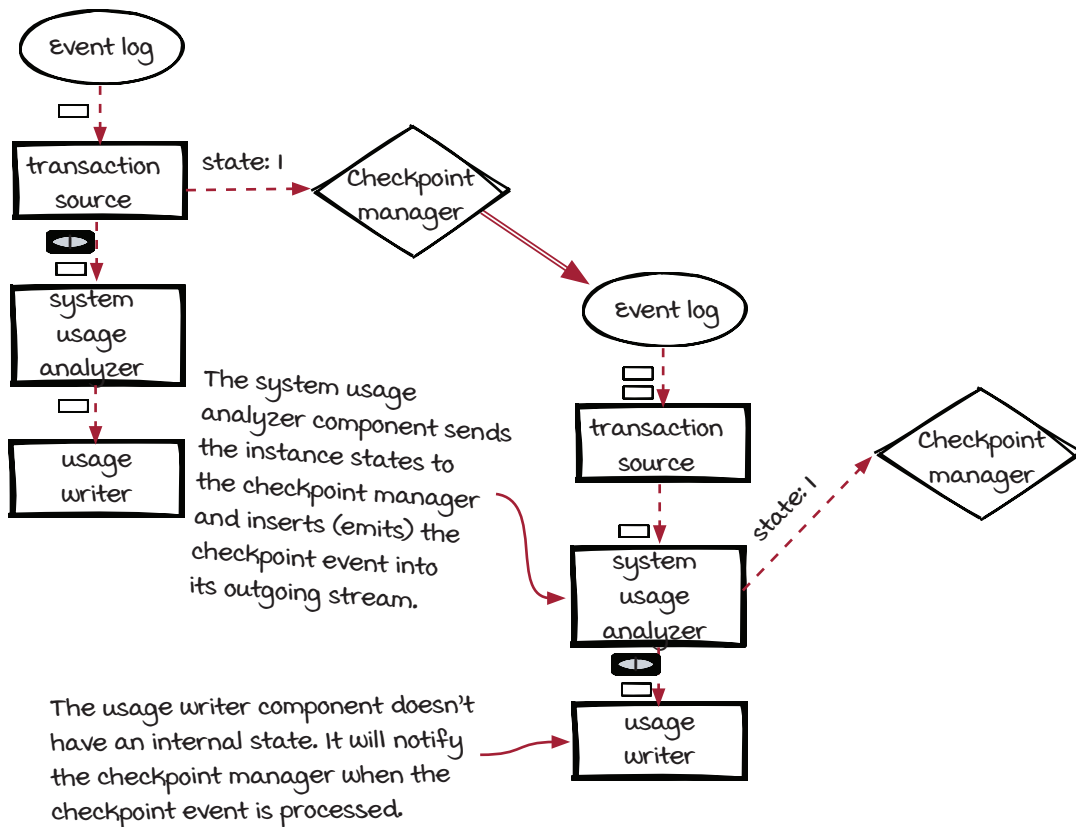 Event log
transaction
source
state: 1
Checkpoint
manager
system
usage
analyzer
usage
writer
Event log
transaction
source
state: 1
Checkpoint
manager
system
usage
analyzer
usage
writer
The system usage
analyzer component sends
the instance states to
the checkpoint manager
and inserts (emits) the
checkpoint event into
its outgoing stream.
The usage writer component doesn't
have an internal state. It will notify
the checkpoint manager when the
checkpoint event is processed.